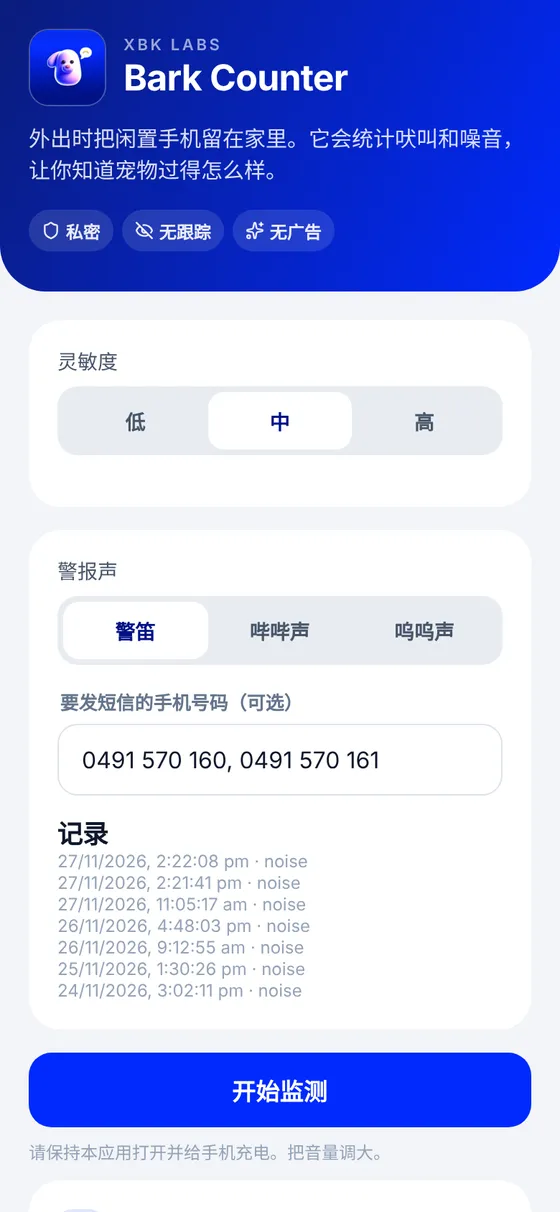 XBK LABS
Bark Counter
外出时把闲置手机留在家里。它会统计吠叫和噪音，
让你知道宠物过得怎么样。
私密
无跟踪
无广告
灵敏度
低
中
高
警报声
警笛
哔哔声
呜呜声
要发短信的手机号码（可选）
0491 570 160, 0491 570 161
记录
27/11/2026, 2:22:08 pm · noise
27/11/2026, 2:21:41 pm · noise
27/11/2026, 11:05:17 am · noise
26/11/2026, 4:48:03 pm · noise
26/11/2026, 9:12:55 am · noise
25/11/2026, 1:30:26 pm · noise
24/11/2026, 3:02:11 pm · noise
开始监测
请保持本应用打开并给手机充电。把音量调大。